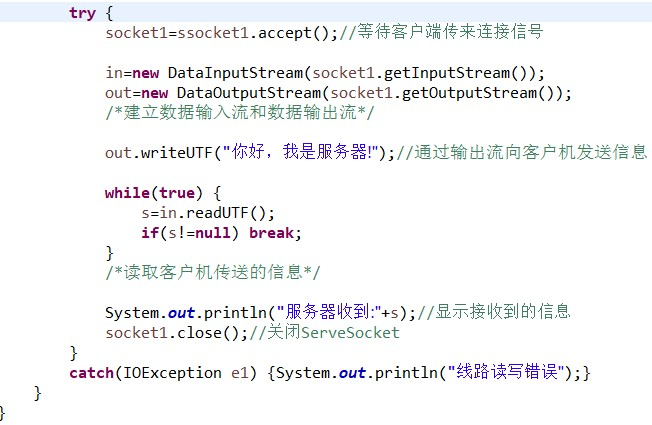 try {
socket1=ssocket1.accept();//等待客户端传来连接信号
in=new DataInputStream(socket1.getInputStream());
out=new DataOutputStream(socket1.getOutputStream());
/*建立数据输入流和数据输出流*/
out.writeUTF("你好，我是服务器!");//通过输出流向客户机发送信息
while(true) {
s=in.readUTF();
if(s!=null) break;
}
/*读取客户机传送的信息*/
System.out.println("服务器收到:"+s);//显示接收到的信息
socket1.close();//关闭ServeSocket
}
catch(IOException e1) {System.out.println("线路读写错误");}
}
}